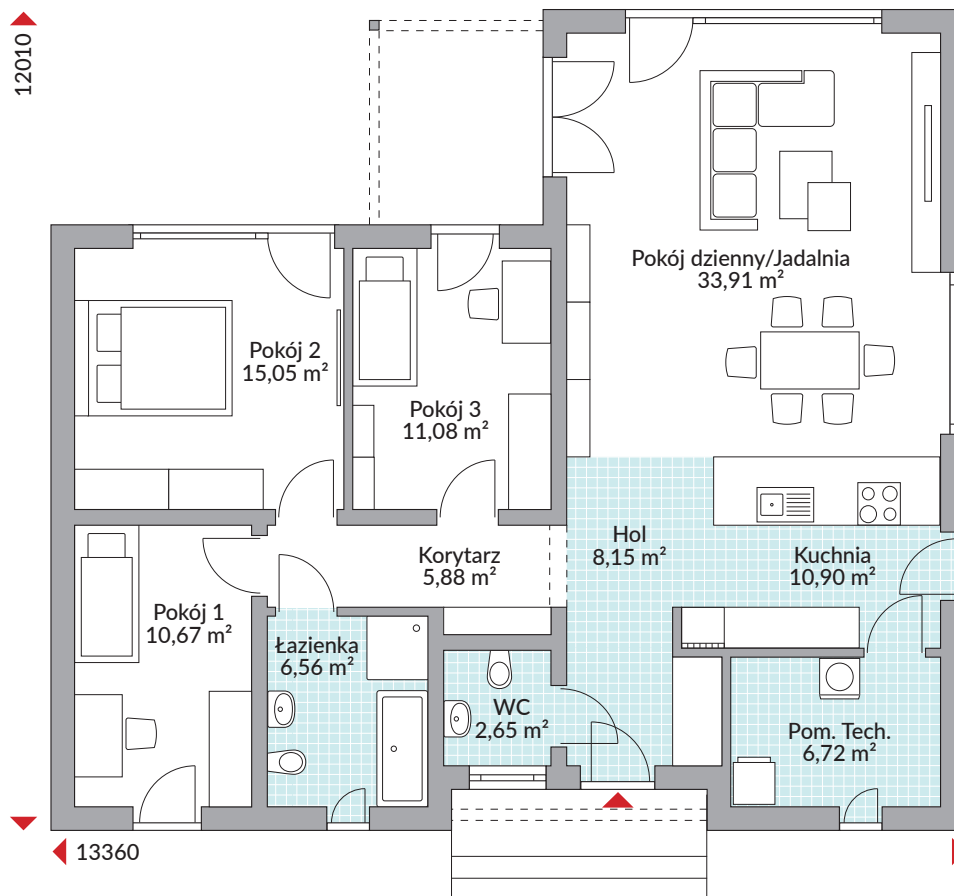 12010
Pokój dzienny/Jadalnia
33,91 m²
Pokój 2
15,05 m²
Pokój 3
11,08 m²
Hol
8,15 m²
Korytarz
5,88 m²
Kuchnia
10,90 m²
Pokój 1
10,67 m²
Łazienka
6,56 m²
WC
2,65 m²
Pom. Tech.
6,72 m²
13360